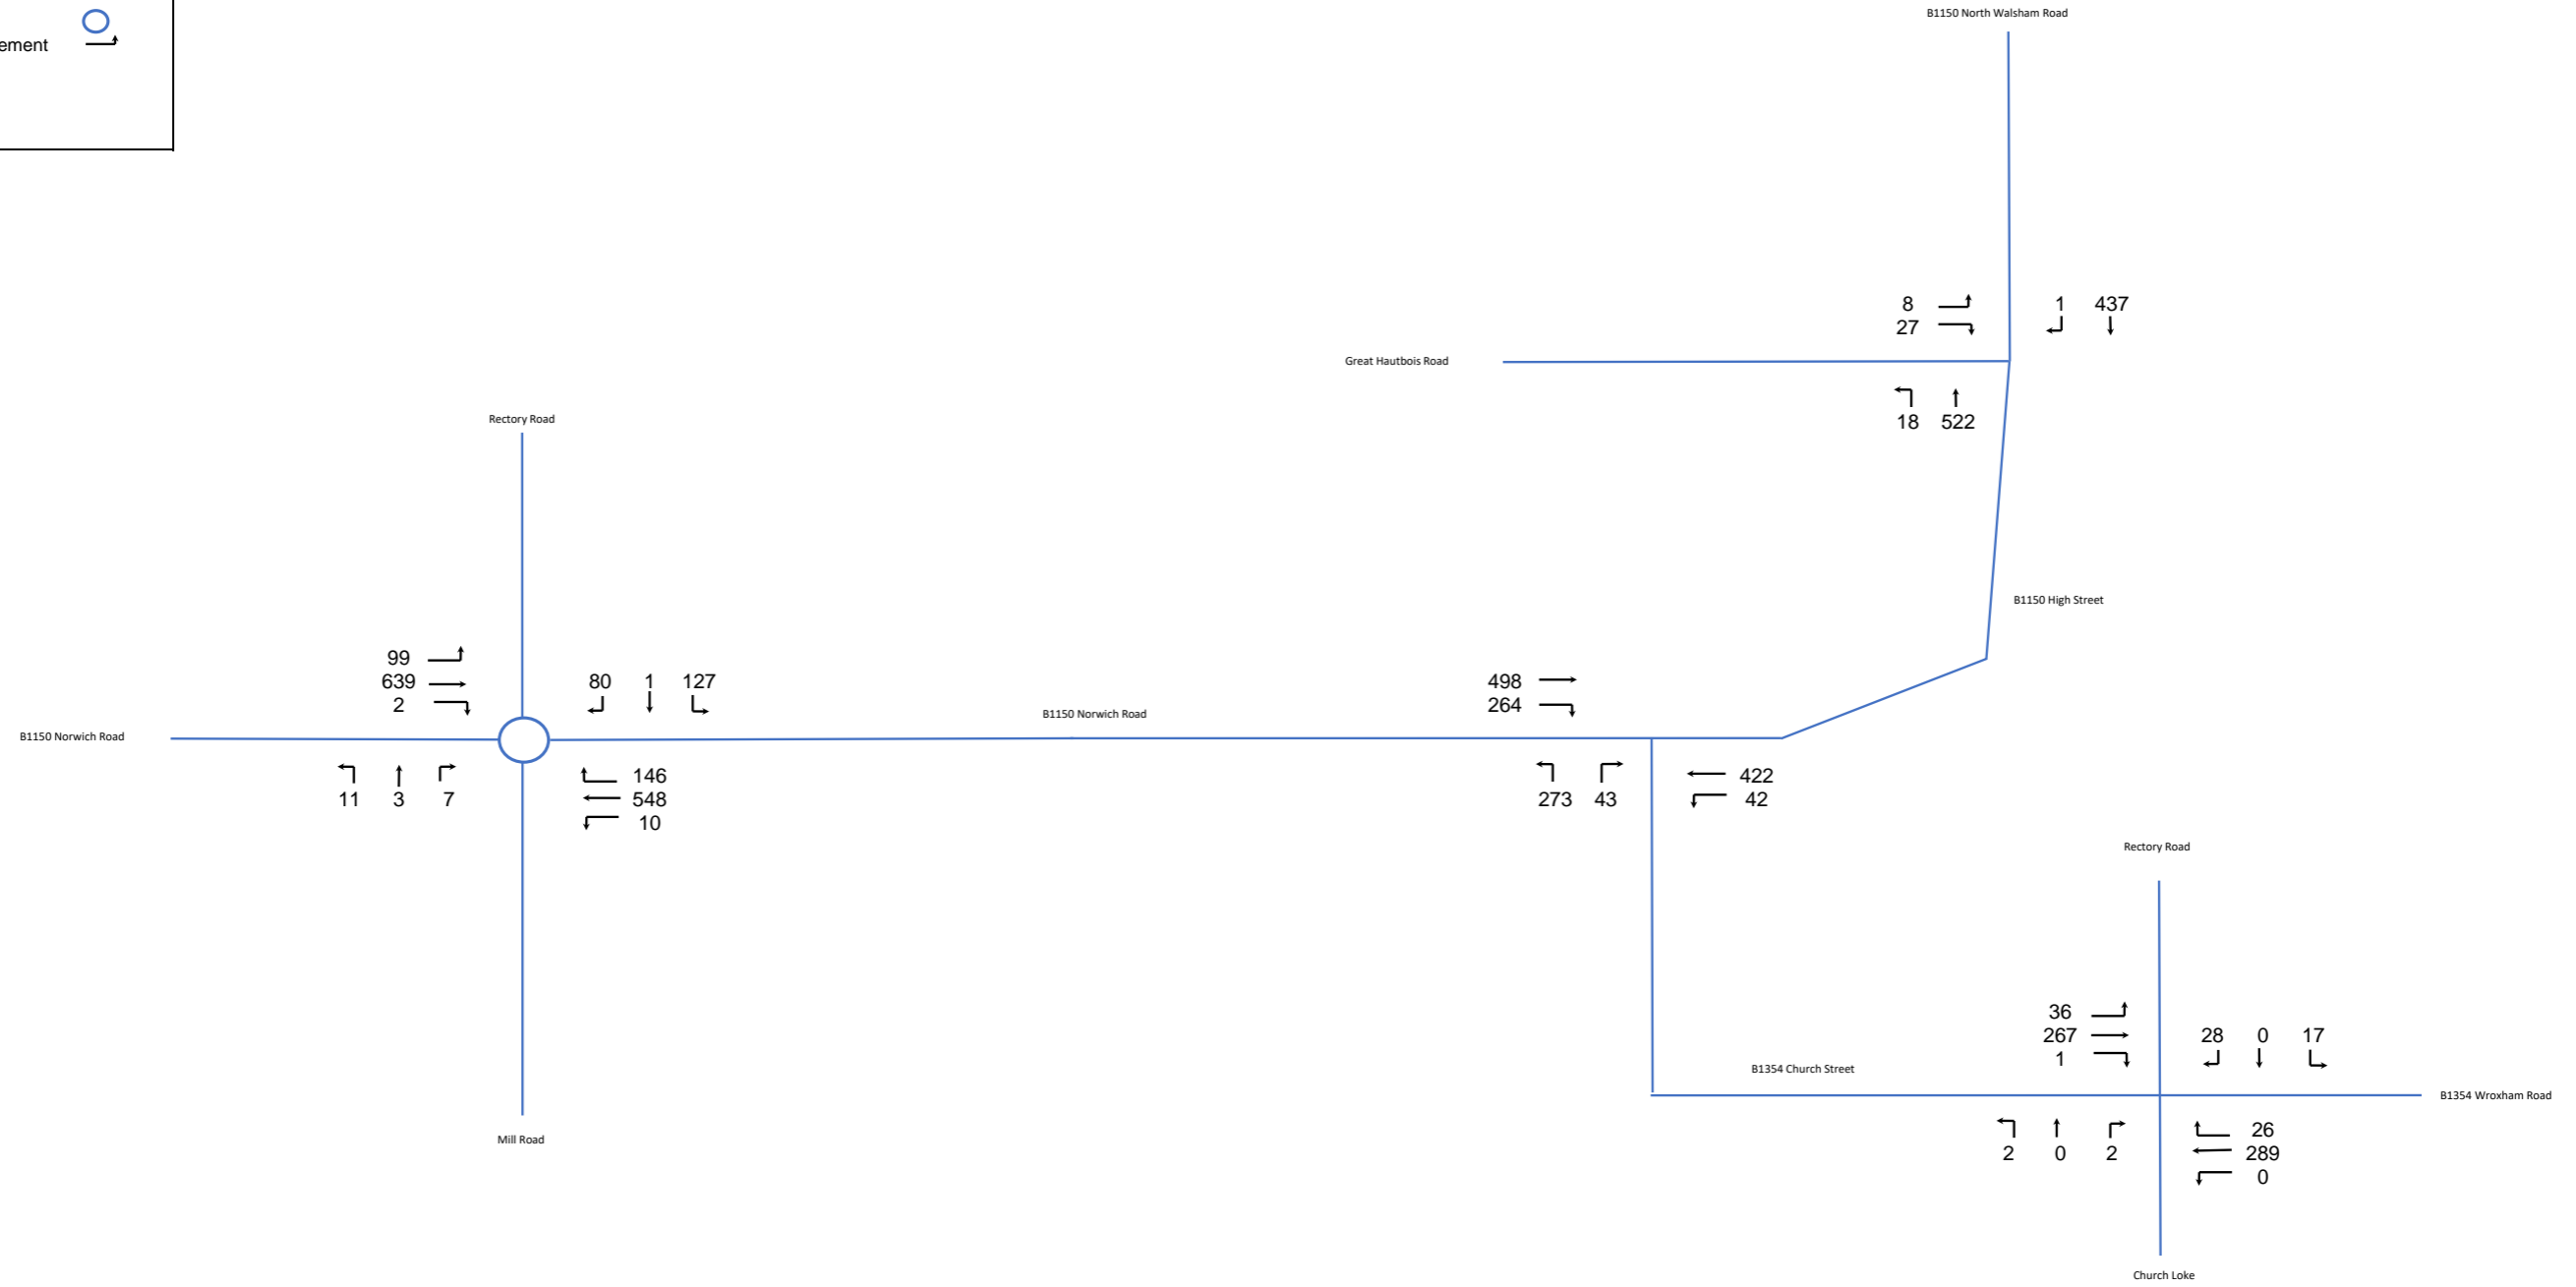 B1150 North Walsham Road
ement
8 1 437
27
Great Hautbois Road
18 522
Rectory Road
B1150 High Street
99
639 80 1 127
2
B1150 Norwich Road
B1150 Norwich Road
498
264
146
11 3 7 548
10
422
273 43 42
Rectory Road
36
267 28 0 17
1
B1354 Church Street
B1354 Wroxham Road
26
2 0 2 289
0
Mill Road
Church Loke